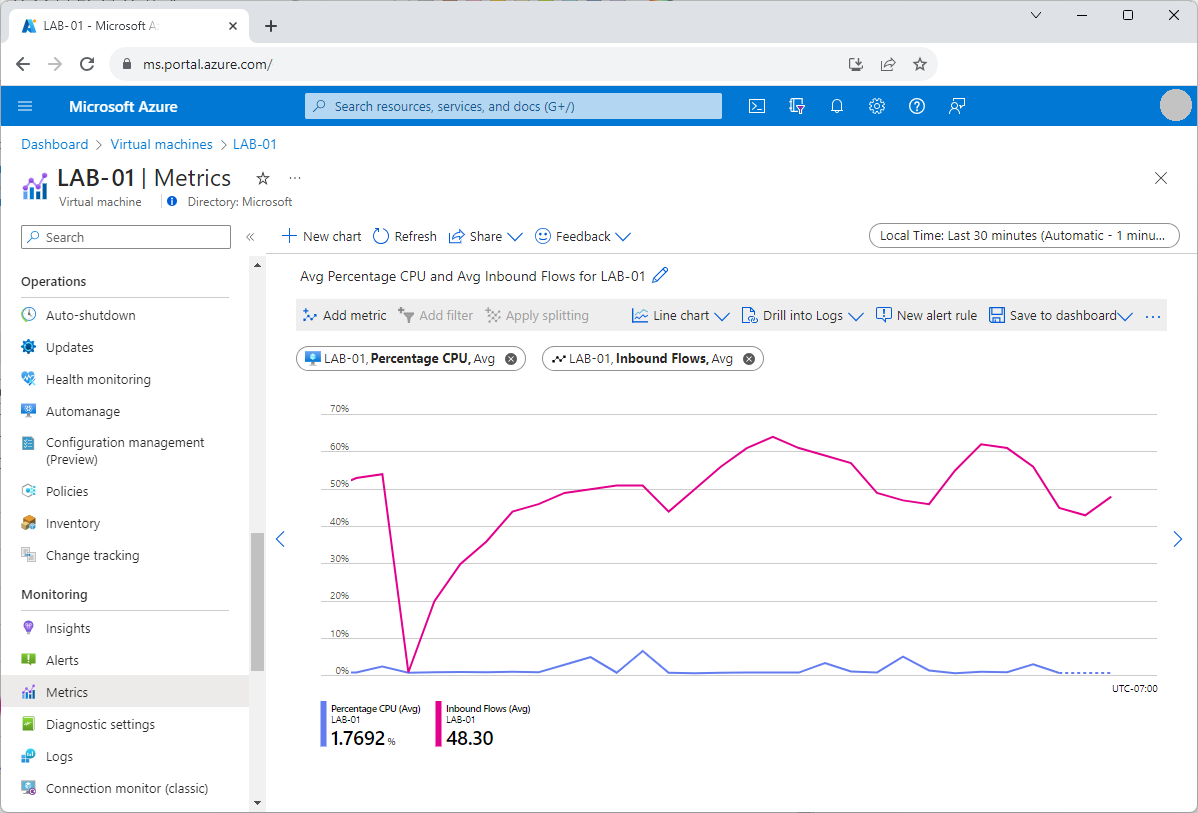 LAB-01 - Microsoft Az
ms.portal.azure.com/
Microsoft Azure
Search resources, services, and docs (G+/)
Dashboard > Virtual machines > LAB-01
LAB-01 | Metrics
Virtual machine
Directory: Microsoft
Search
New chart
Refresh
Share
Feedback
Local Time: Last 30 minutes (Automatic - 1 minu...
Operations
Auto-shutdown
Updates
Health monitoring
Automanage
Configuration management
(Preview)
Policies
Inventory
Change tracking
Monitoring
Insights
Alerts
Metrics
Diagnostic settings
Logs
Connection monitor (classic)
Avg Percentage CPU and Avg Inbound Flows for LAB-01
Add metric
Add filter
Apply splitting
Line chart
Drill into Logs
New alert rule
Save to dashboard
LAB-01, Percentage CPU, Avg
LAB-01, Inbound Flows, Avg
70%
60%
50%
40%
30%
20%
10%
0%
UTC-07:00
Percentage CPU (Avg)
LAB-01
1.7692 %
Inbound Flows (Avg)
LAB-01
48.30